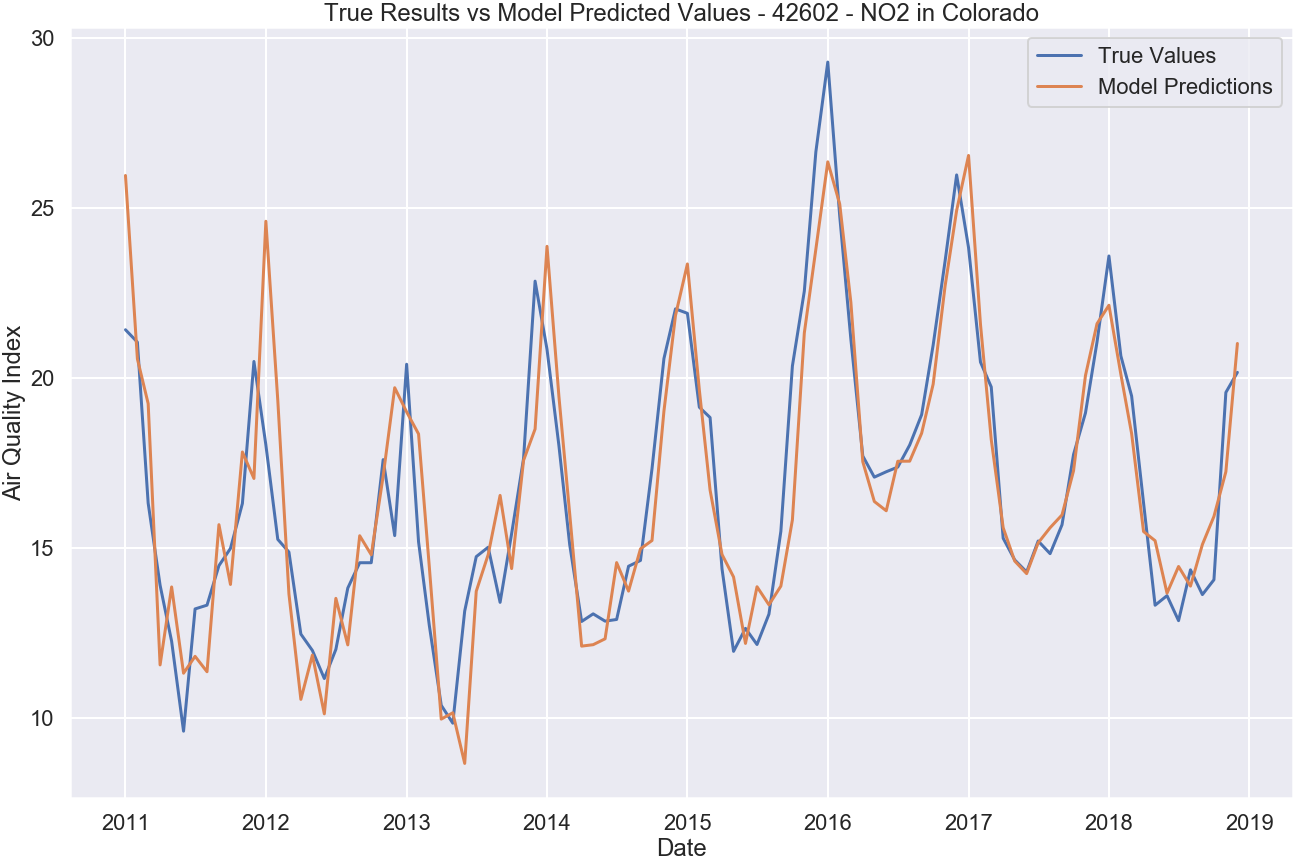 True Results vs Model Predicted Values - 42602 - NO2 in Colorado
True Values
Model Predictions
Air Quality Index
30
25
20
15
10
2011 2012 2013 2014 2015 2016 2017 2018 2019
Date